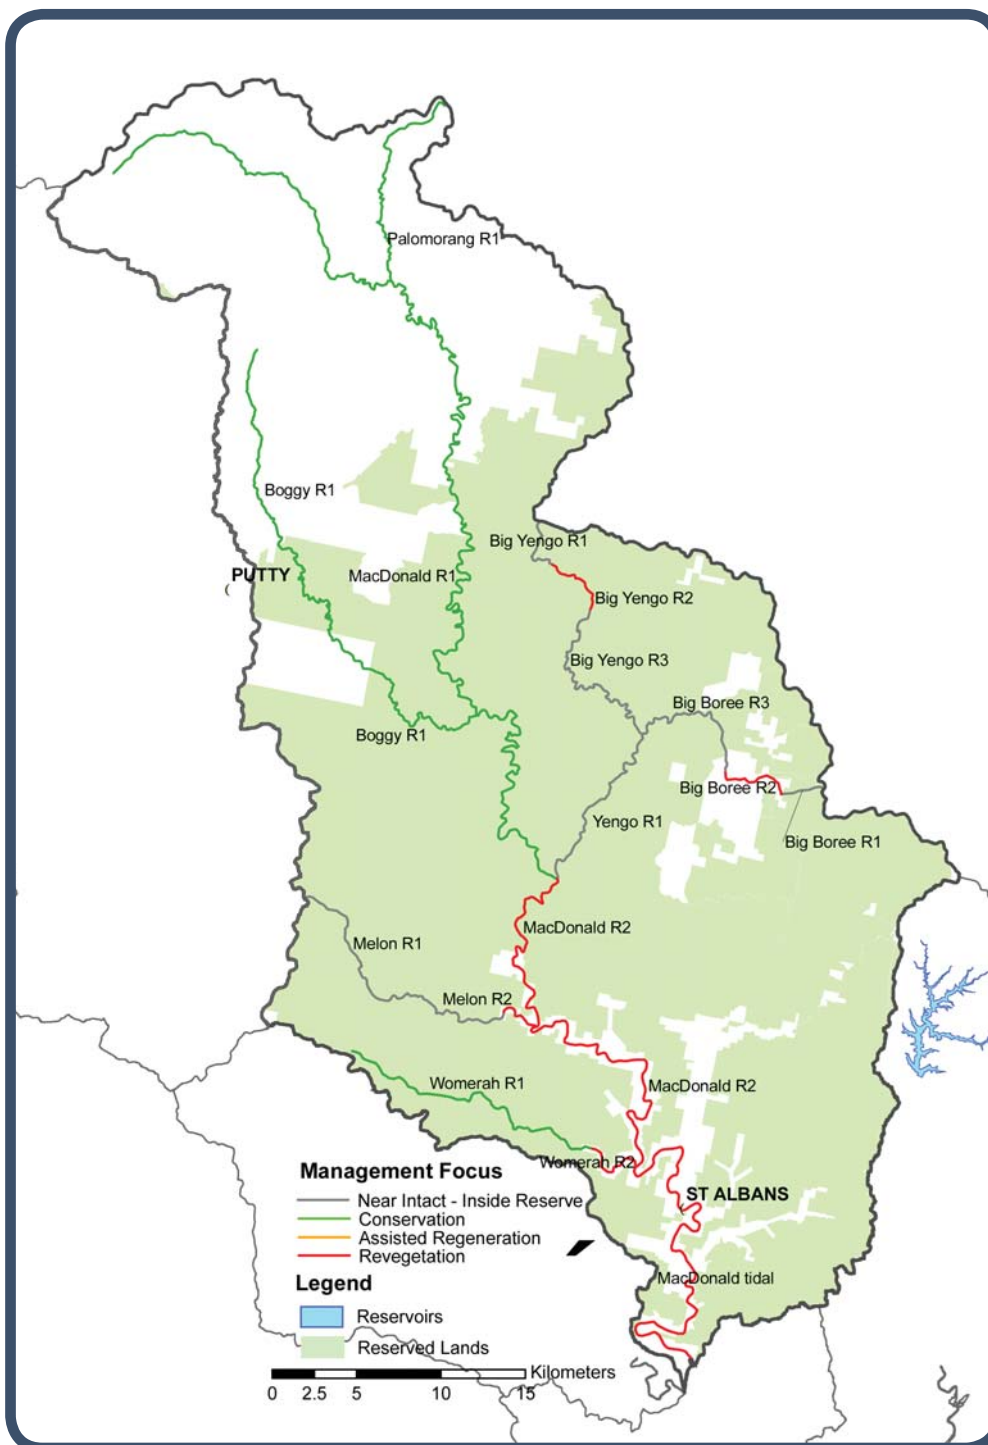 Palomorang R1
Boggy R1
Big Yengo R1
PUTTY
MacDonald R1
Big Yengo R2
Big Yengo R3
Big Boree R3
Boggy R1
Big Boree R2
Yengo R1
Big Boree R1
MacDonald R2
Melon R1
Melon R2
Womerah R1
MacDonald R2
Womerah R2
ST ALBANS
MacDonald tidal
Management Focus
Near Intact - Inside Reserve
Conservation
Assisted Regeneration
Revegetation
Legend
Reservoirs
Reserved Lands
Kilometers
0 2.5 5 10 15